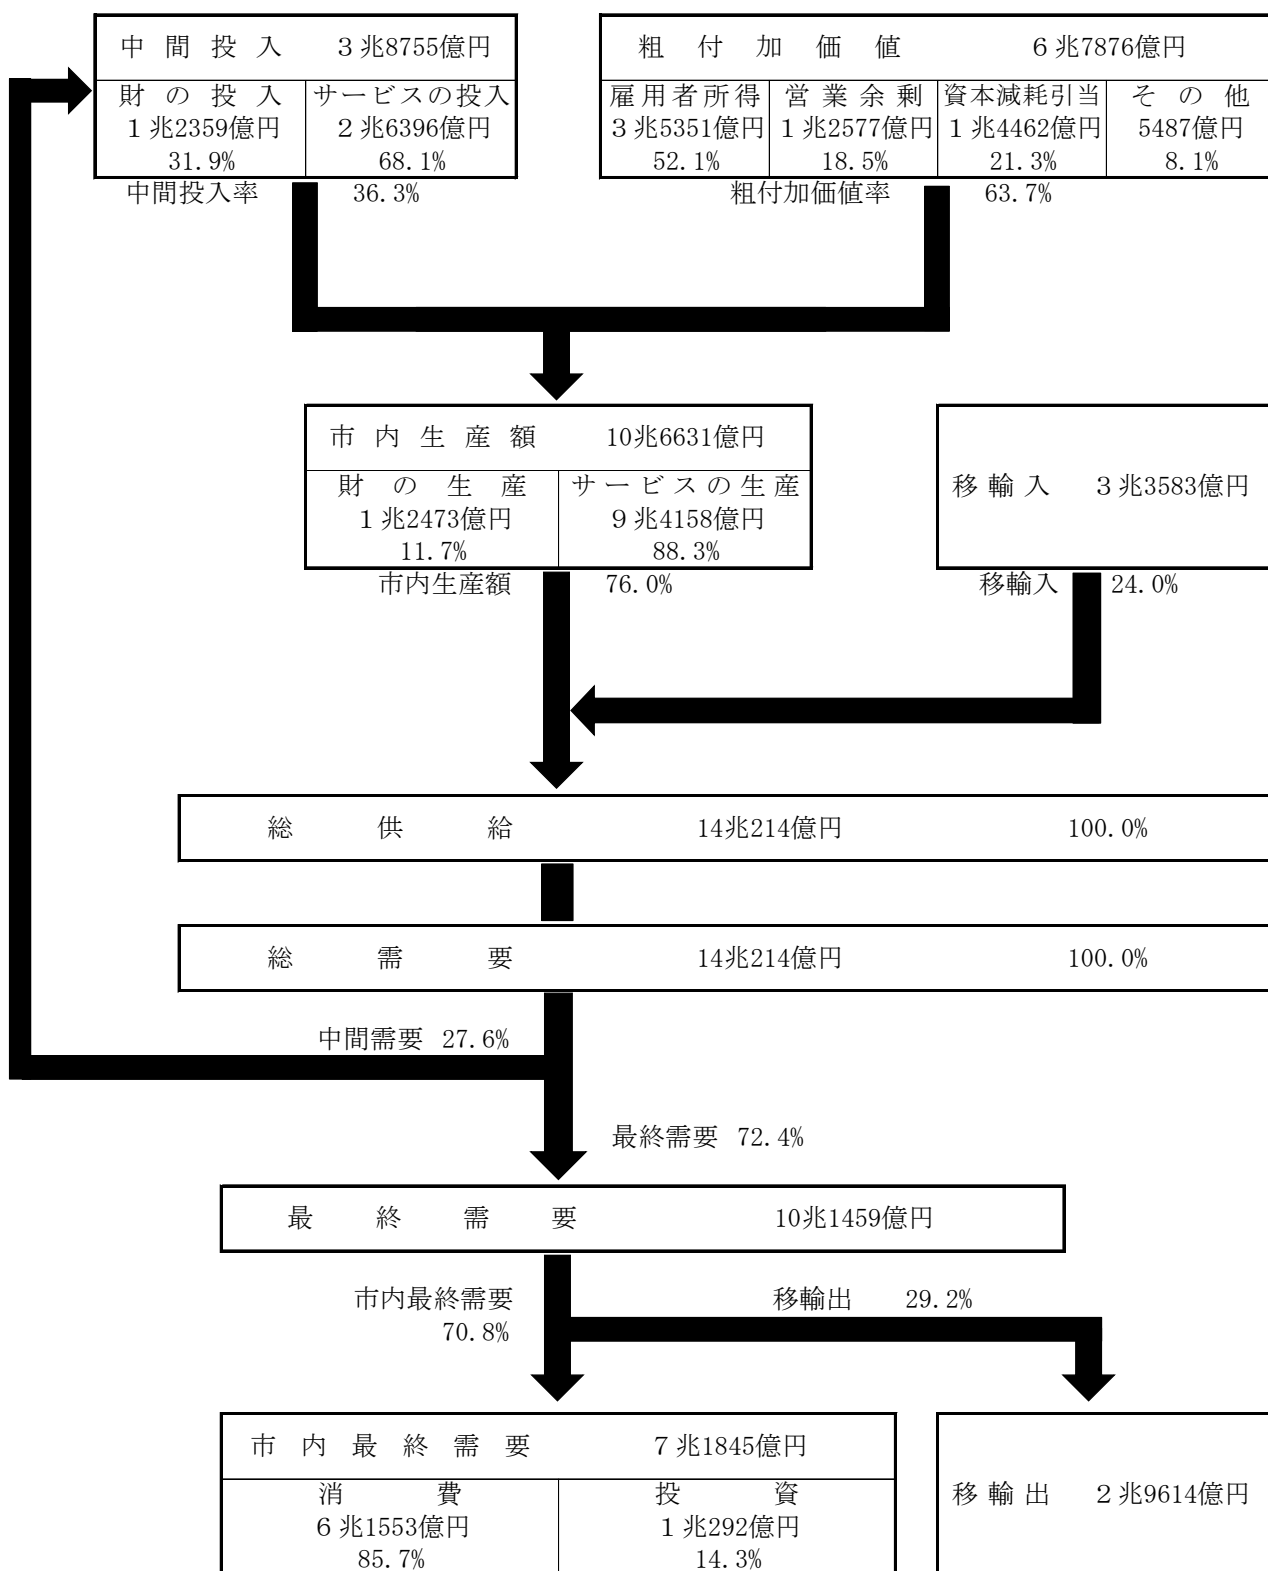 中間投入 3兆8755億円
粗付加価値 6兆7876億円
財の投入 サービスの投入
雇用者所得 営業余剰 資本減耗引当 その他
1兆2359億円 2兆6396億円
3兆5351億円 1兆2577億円 1兆4462億円 5487億円
31.9% 68.1%
52.1% 18.5% 21.3% 8.1%
中間投入率 36.3%
粗付加価値率 63.7%
市内生産額 10兆6631億円
財の生産 サービスの生産
移輸入 3兆3583億円
1兆2473億円 9兆4158億円
11.7% 88.3%
市内生産額 76.0%
移輸入 24.0%
総供給 14兆214億円 100.0%
総需要 14兆214億円 100.0%
中間需要 27.6%
最終需要 72.4%
最終需要 10兆1459億円
市内最終需要
移輸出 29.2%
70.8%
市内最終需要 7兆1845億円
消費 投資
移輸出 2兆9614億円
6兆1553億円 1兆292億円
85.7% 14.3%